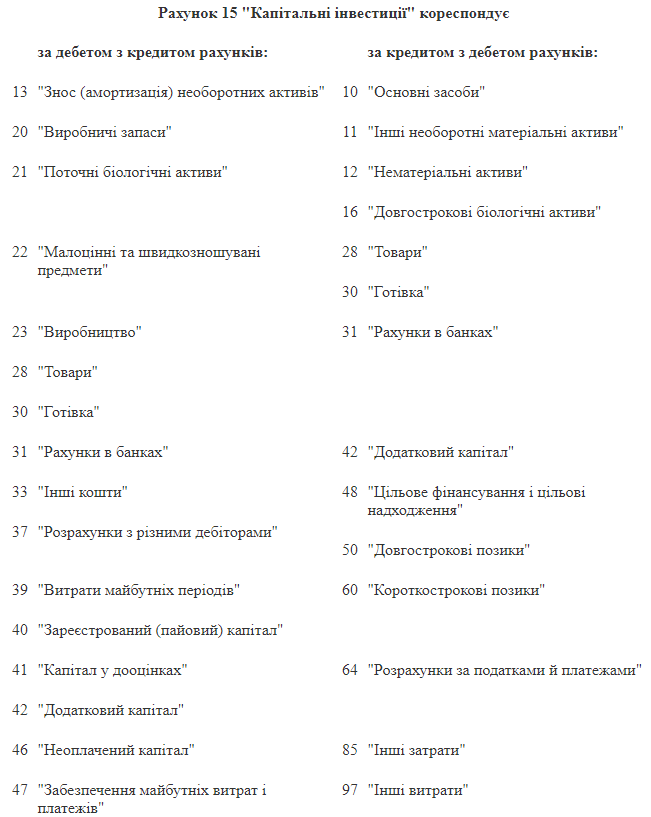 Рахунок 15 "Капітальні інвестиції" кореспондує
за дебетом з кредитом рахунків:
за кредитом з дебетом рахунків:
13 "Знос (амортизація) необоротних активів"
10 "Основні засоби"
20 "Виробничі запаси"
11 "Інші необоротні матеріальні активи"
21 "Поточні біологічні активи"
12 "Нематеріальні активи"
16 "Довгострокові біологічні активи"
22 "Малоцінні та швидкозношувані
предмети"
28 "Товари"
30 "Готівка"
23 "Виробництво"
31 "Рахунки в банках"
28 "Товари"
30 "Готівка"
31 "Рахунки в банках"
42 "Додатковий капітал"
33 "Інші кошти"
48 "Цільове фінансування і цільові
надходження"
37 "Розрахунки з різними дебіторами"
50 "Довгострокові позики"
39 "Витрати майбутніх періодів"
60 "Короткострокові позики"
40 "Зареєстрований (пайовий) капітал"
41 "Капітал у дооцінках"
64 "Розрахунки за податками й платежами"
42 "Додатковий капітал"
46 "Неоплачений капітал"
85 "Інші затрати"
47 "Забезпечення майбутніх витрат і
платежів"
97 "Інші витрати"